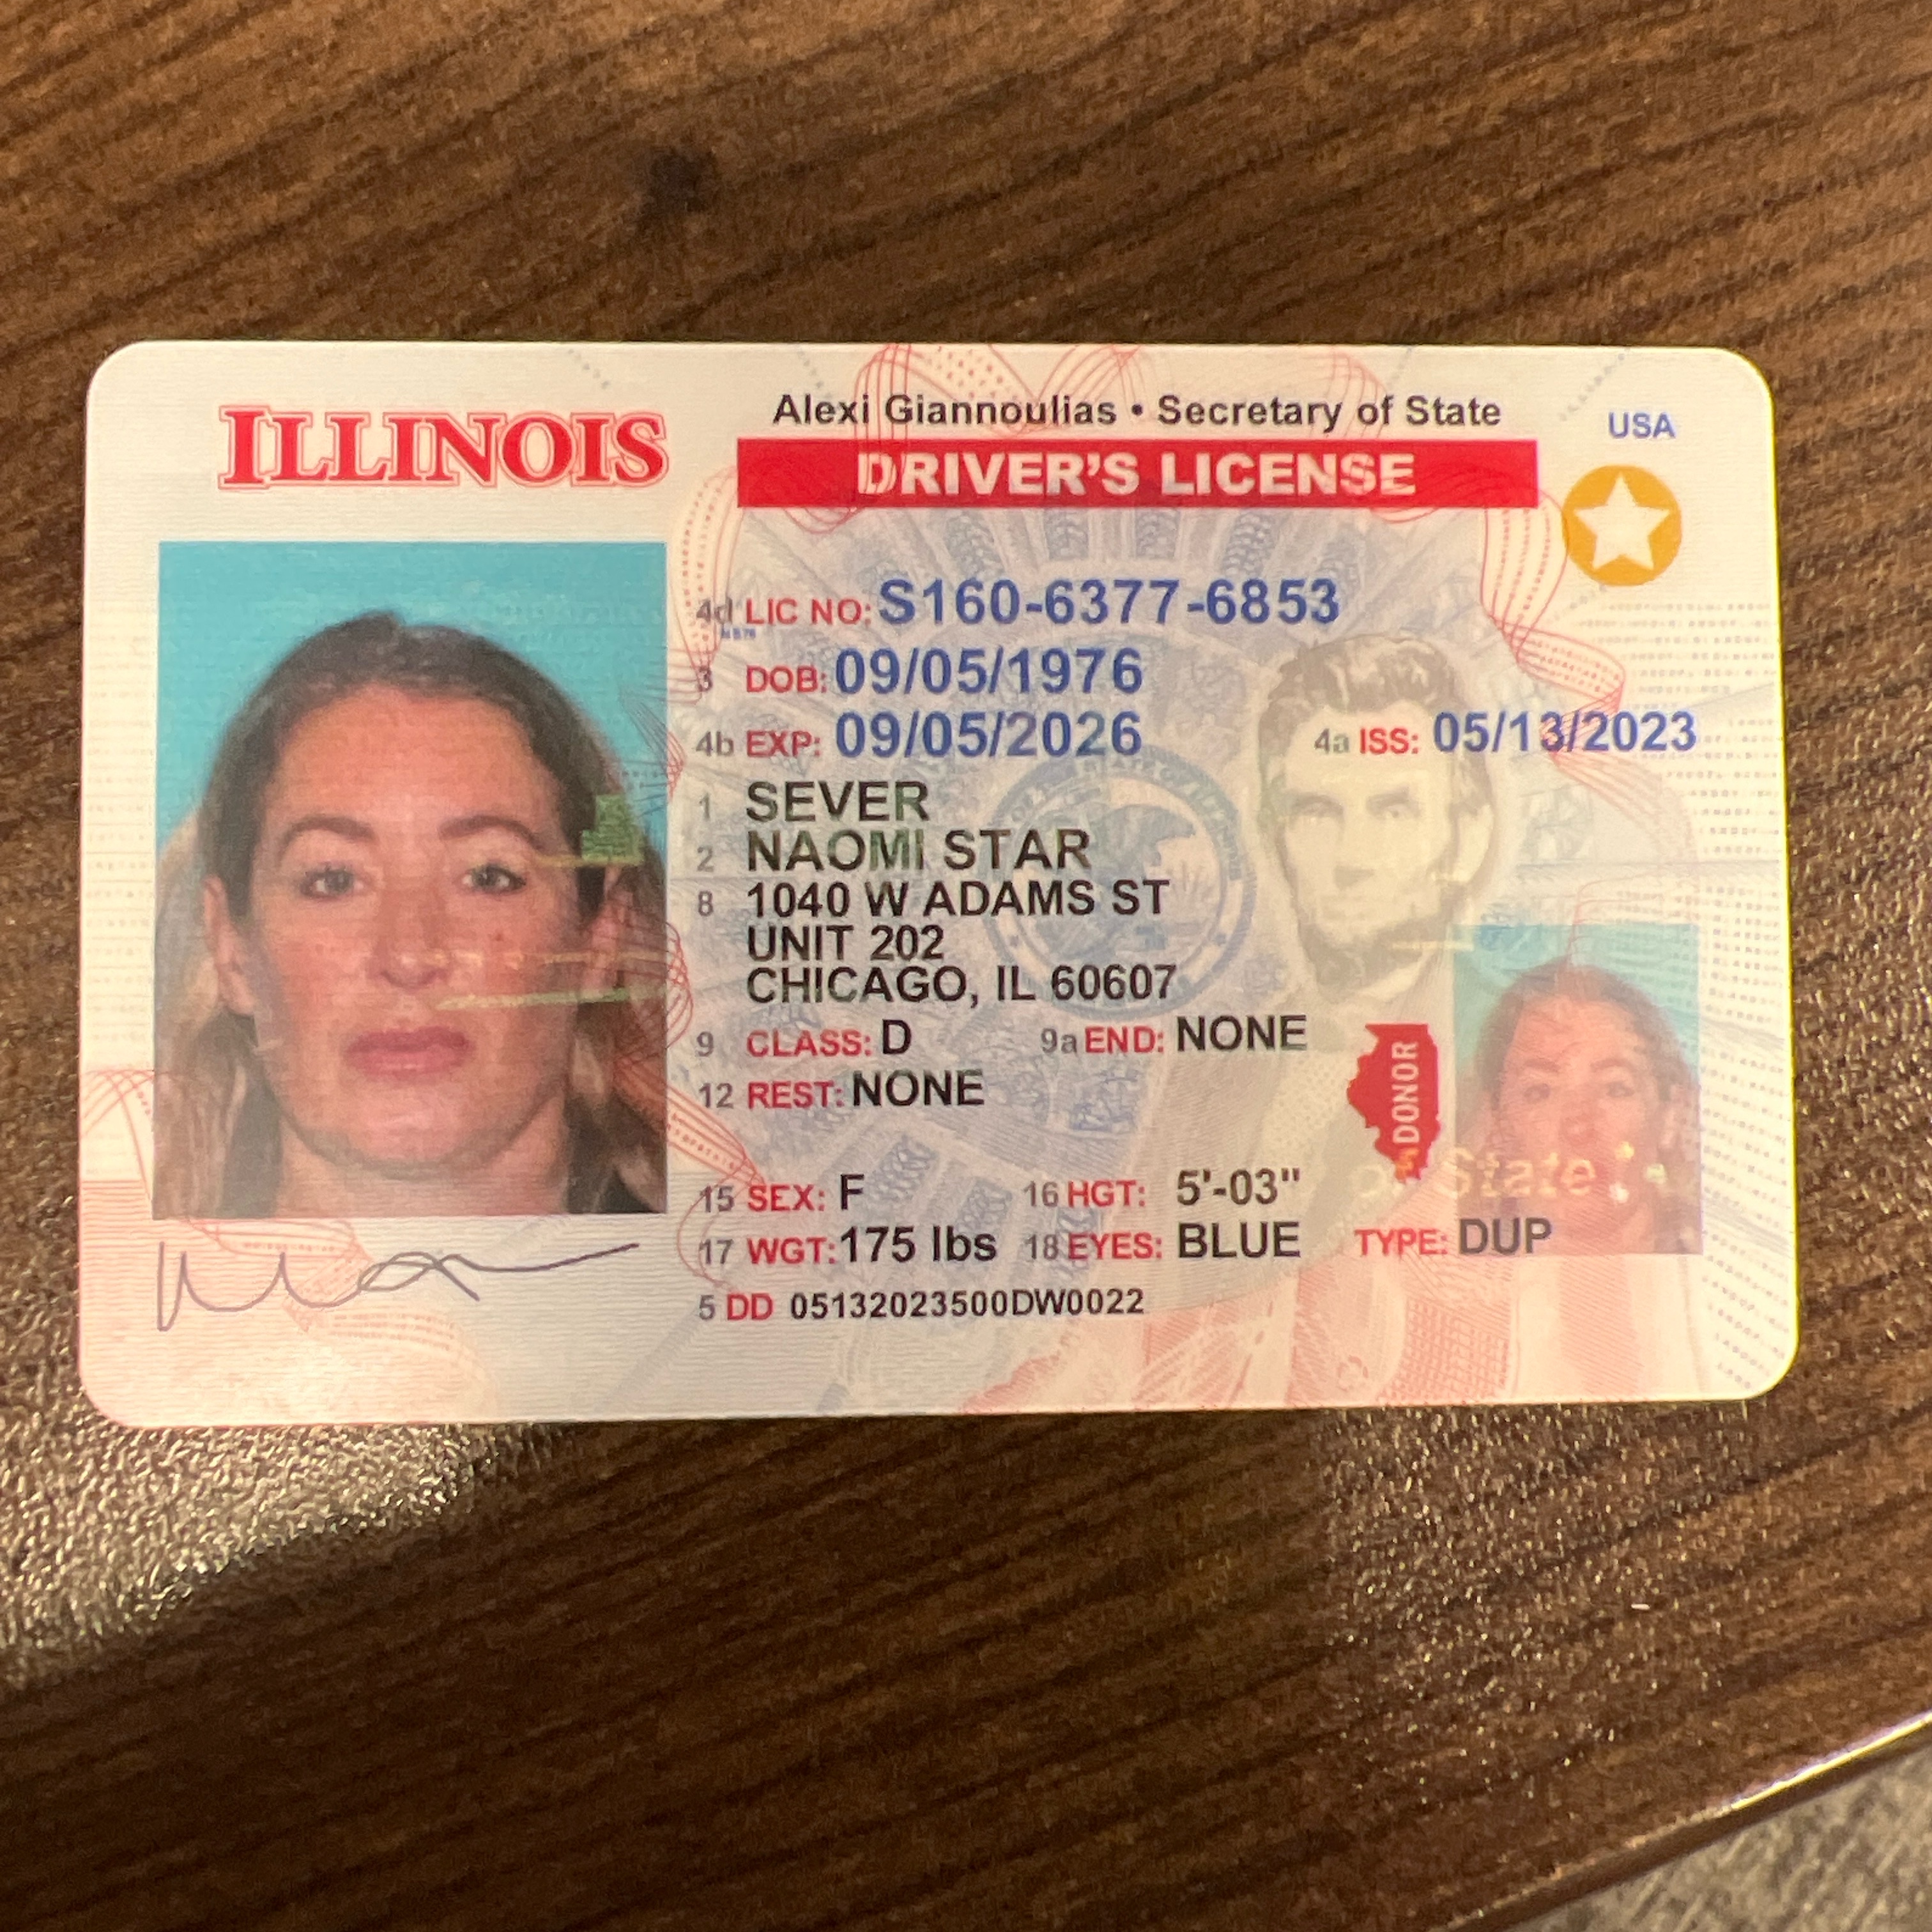 ILLINOIS
Alexi Giannoulias • Secretary of State
USA
DRIVER'S LICENSE
4d LIC NO: S160-6377-6853
3 DOB: 09/05/1976
4b EXP: 09/05/2026
4a ISS: 05/13/2023
1 SEVER
2 NAOMI STAR
8 1040 W ADAMS ST
UNIT 202
CHICAGO, IL 60607
9 CLASS: D
9a END: NONE
12 REST: NONE
DONOR
15 SEX: F
16 HGT: 5'-03"
State
17 WGT: 175 lbs
18 EYES: BLUE
TYPE: DUP
5 DD 05132023500DW0022